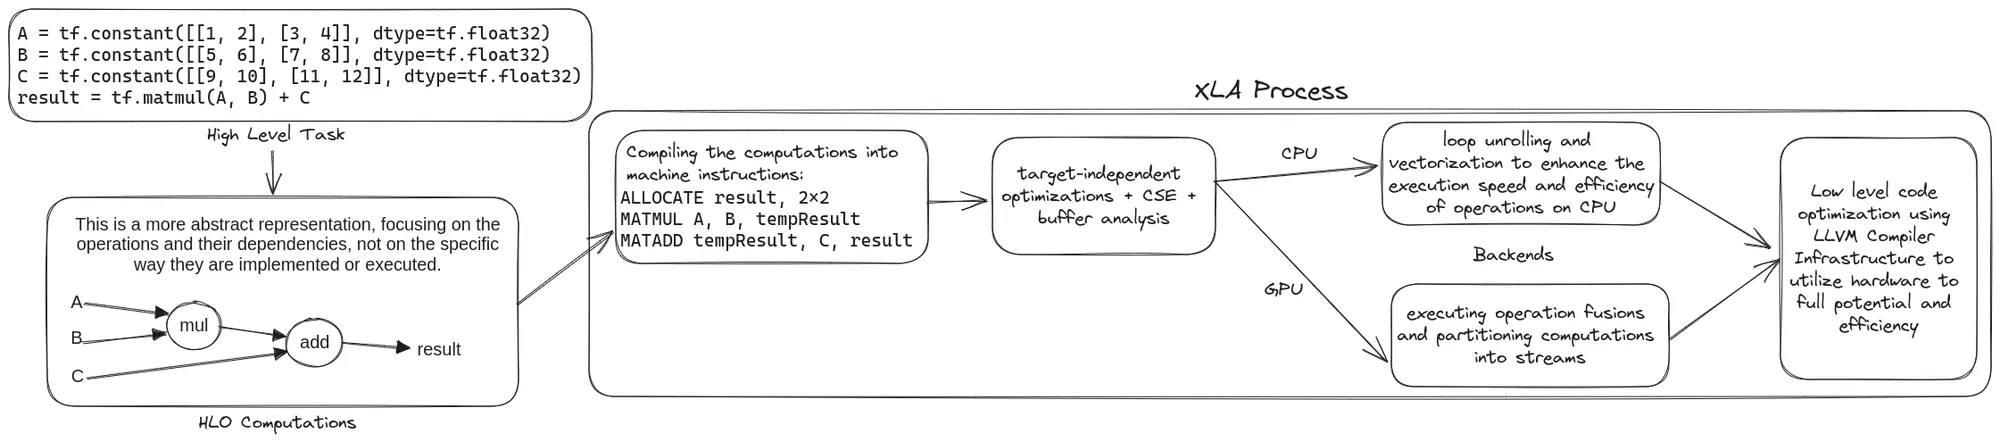 A = tf.constant([[1, 2], [3, 4]], dtype=tf.float32)
B = tf.constant([[5, 6], [7, 8]], dtype=tf.float32)
C = tf.constant([[9, 10], [11, 12]], dtype=tf.float32)
result = tf.matmul(A, B) + C
High Level Task
This is a more abstract representation, focusing on the
operations and their dependencies, not on the specific
way they are implemented or executed.
A
B
C
mul
add
result
HLO Computations
XLA Process
Compiling the computations into
machine instructions:
ALLOCATE result, 2×2
MATMUL A, B, tempResult
MATADD tempResult, C, result
target-independent
optimizations + CSE +
buffer analysis
CPU
GPU
loop unrolling and
vectorization to enhance the
execution speed and efficiency
of operations on CPU
Backends
executing operation fusions
and partitioning computations
into streams
Low level code
optimization using
LLVM Compiler
Infrastructure to
utilize hardware to
full potential and
efficiency